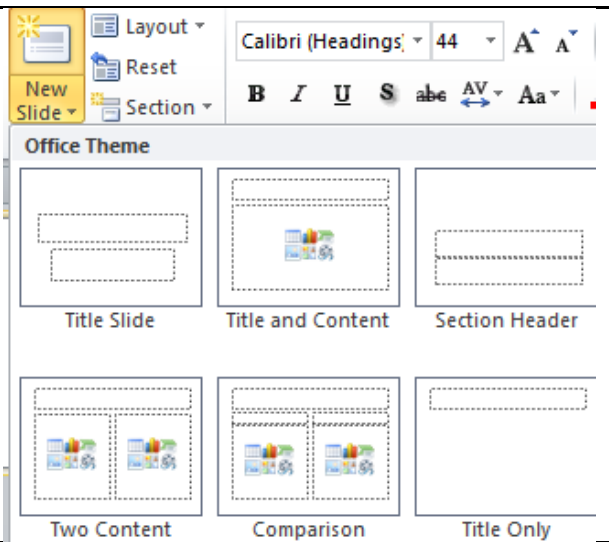 Layout
Reset
New
Slide
Section
Calibri (Headings) 44 A A
B I U S abc AV Aa
Office Theme
Title Slide Title and Content Section Header
Two Content Comparison Title Only